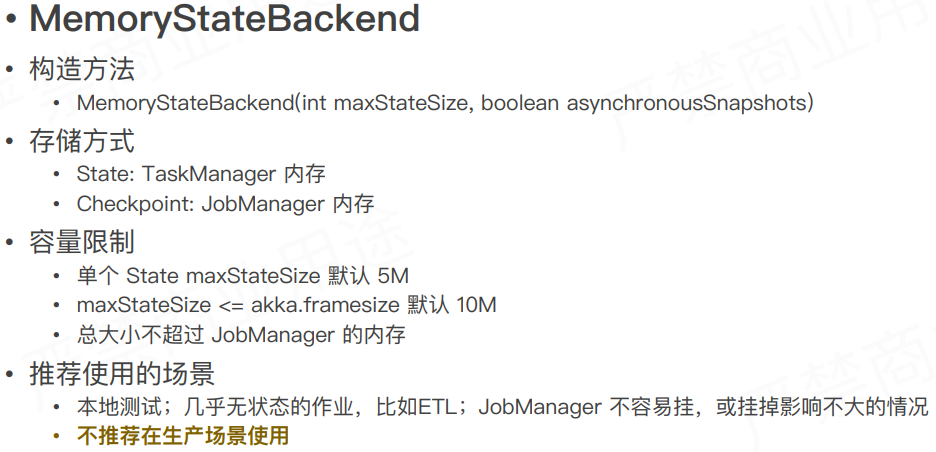 • MemoryStateBackend
• 构造方法
• MemoryStateBackend(int maxStateSize, boolean asynchronousSnapshots)
• 存储方式
• State: TaskManager 内存
• Checkpoint: JobManager 内存
• 容量限制
• 单个 State maxStateSize 默认 5M
• maxStateSize <= akka.framesize 默认 10M
• 总大小不超过 JobManager 的内存
• 推荐使用的场景
• 本地测试；几乎无状态的作业，比如ETL；JobManager 不容易挂，或挂掉影响不大的情况
• 不推荐在生产场景使用